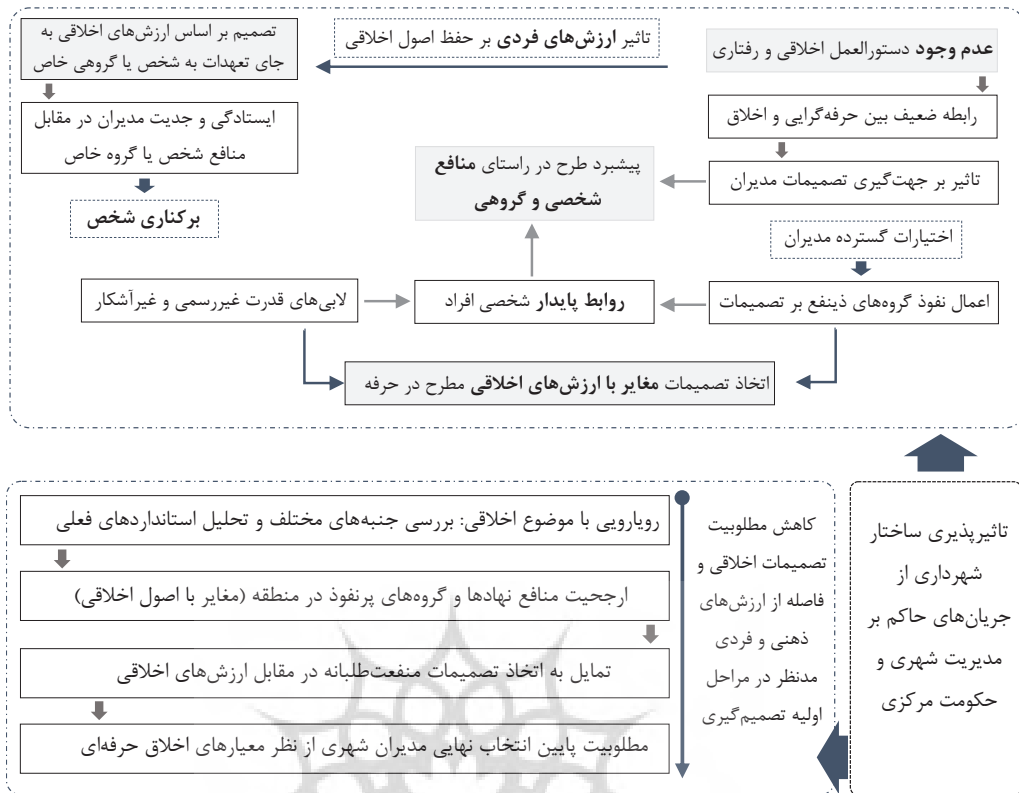 عدم وجود دستورالعمل اخلاقی و رفتاری
تاثیر ارزش‌های فردی بر حفظ اصول اخلاقی
تصمیم بر اساس ارزش‌های اخلاقی به
جای تعهدات به شخص یا گروهی خاص
رابطه ضعیف بین حرفه‌گرایی و اخلاق
ایستادگی و جدیت مدیران در مقابل
منافع شخص یا گروه خاص
تاثیر بر جهت‌گیری تصمیمات مدیران
پیشبرد طرح در راستای منافع
شخصی و گروهی
برکناری شخص
اختیارات گسترده مدیران
اعمال نفوذ گروه‌های ذینفع بر تصمیمات
روابط پایدار شخصی افراد
لابی‌های قدرت غیررسمی و غیرآشکار
اتخاذ تصمیمات مغایر با ارزش‌های اخلاقی مطرح در حرفه
تاثیرپذیری ساختار
شهرداری از
جریان‌های حاکم بر
مدیریت شهری و
حکومت مرکزی
کاهش مطلوبیت
تصمیمات اخلاقی و
فاصله از ارزش‌های
ذهنی و فردی
مدنظر در مراحل
اولیه تصمیم‌گیری
رویارویی با موضوع اخلاقی: بررسی جنبه‌های مختلف و تحلیل استانداردهای فعلی
ارجحیت منافع نهادها و گروه‌های پرنفوذ در منطقه (مغایر با اصول اخلاقی)
تمایل به اتخاذ تصمیمات منفعت‌طلبانه در مقابل ارزش‌های اخلاقی
مطلوبیت پایین انتخاب نهایی مدیران شهری از نظر معیارهای اخلاق حرفه‌ای